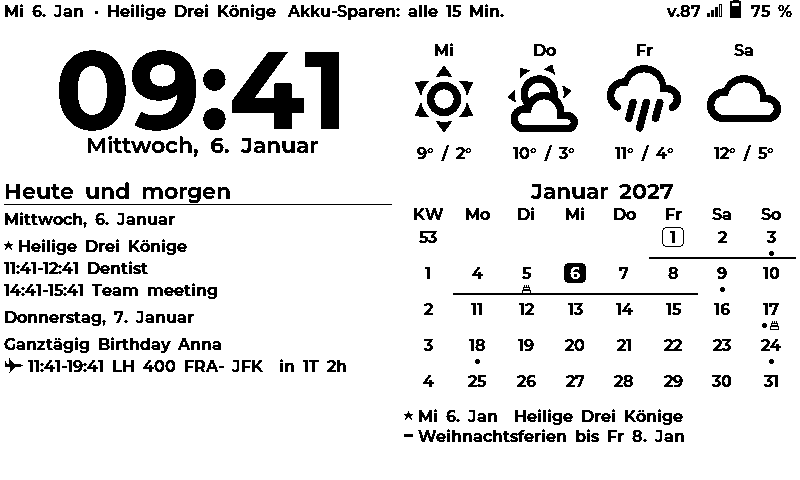 Mi 6. Jan · Heilige Drei Könige Akku-Sparen: alle 15 Min. v.87 75 %
09:41
Mittwoch, 6. Januar
Mi Do Fr Sa
9° / 2° 10° / 3° 11° / 4° 12° / 5°
Heute und morgen
Mittwoch, 6. Januar
Heilige Drei Könige
11:41-12:41 Dentist
14:41-15:41 Team meeting
Donnerstag, 7. Januar
Ganztägig Birthday Anna
11:41-19:41 LH 400 FRA- JFK in 1T 2h
Januar 2027
KW Mo Di Mi Do Fr Sa So
53 1 2 3
1 4 5 6 7 8 9 10
2 11 12 13 14 15 16 17
3 18 19 20 21 22 23 24
4 25 26 27 28 29 30 31
Mi 6. Jan Heilige Drei Könige
Weihnachtsferien bis Fr 8. Jan